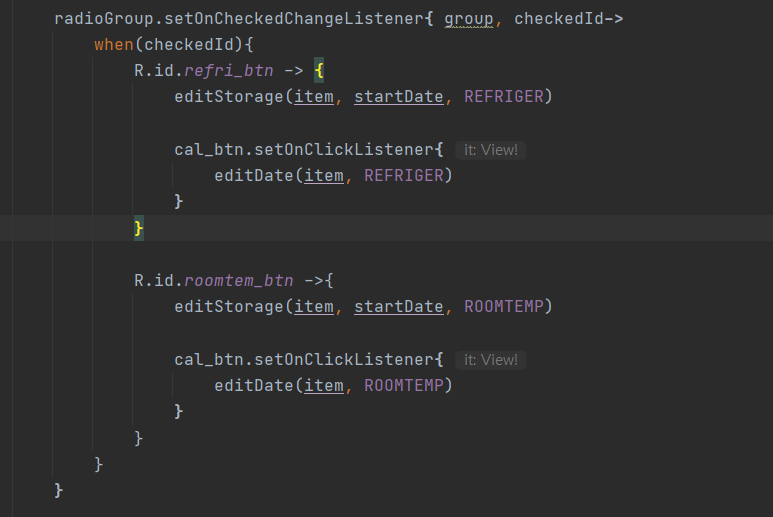 radioGroup.setOnCheckedChangeListener{ group, checkedId->
when(checkedId){
R.id.refri_btn -> {
editStorage(item, startDate, REFRIGER)
cal_btn.setOnClickListener{ it: View!
editDate(item, REFRIGER)
}
}
R.id.roomtem_btn ->{
editStorage(item, startDate, ROOMTEMP)
cal_btn.setOnClickListener{ it: View!
editDate(item, ROOMTEMP)
}
}
}
}